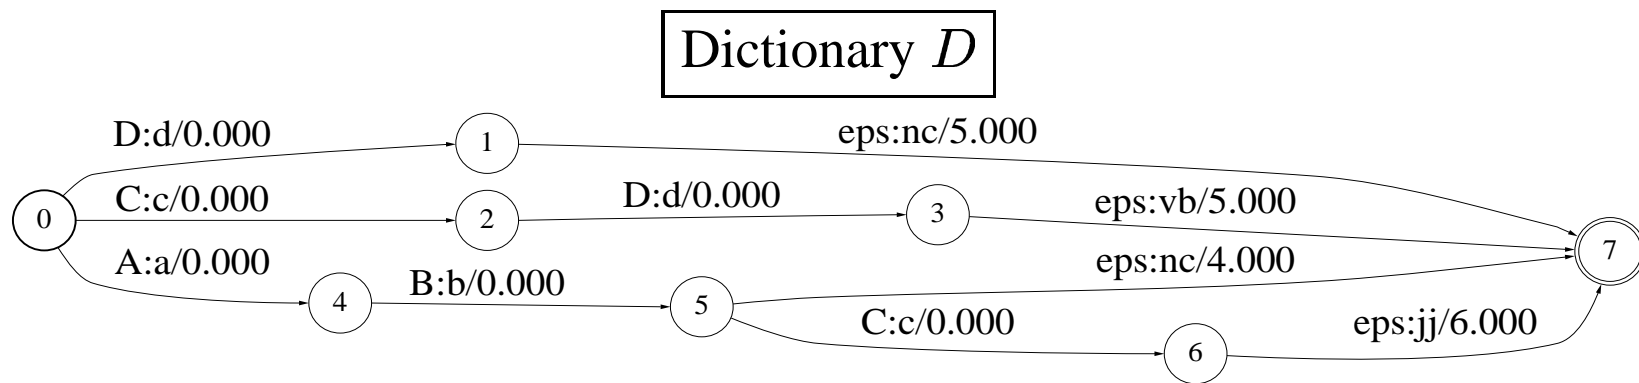 Dictionary D
D:d/0.000
1
eps:nc/5.000
0
C:c/0.000
2
D:d/0.000
3
eps:vb/5.000
7
A:a/0.000
4
B:b/0.000
5
eps:nc/4.000
C:c/0.000
6
eps:jj/6.000